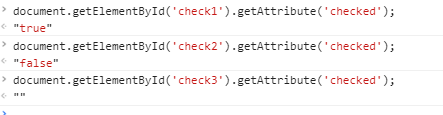 > document.getElementById('check1').getAttribute('checked');
< "true"
> document.getElementById('check2').getAttribute('checked');
< "false"
> document.getElementById('check3').getAttribute('checked');
< ""
>